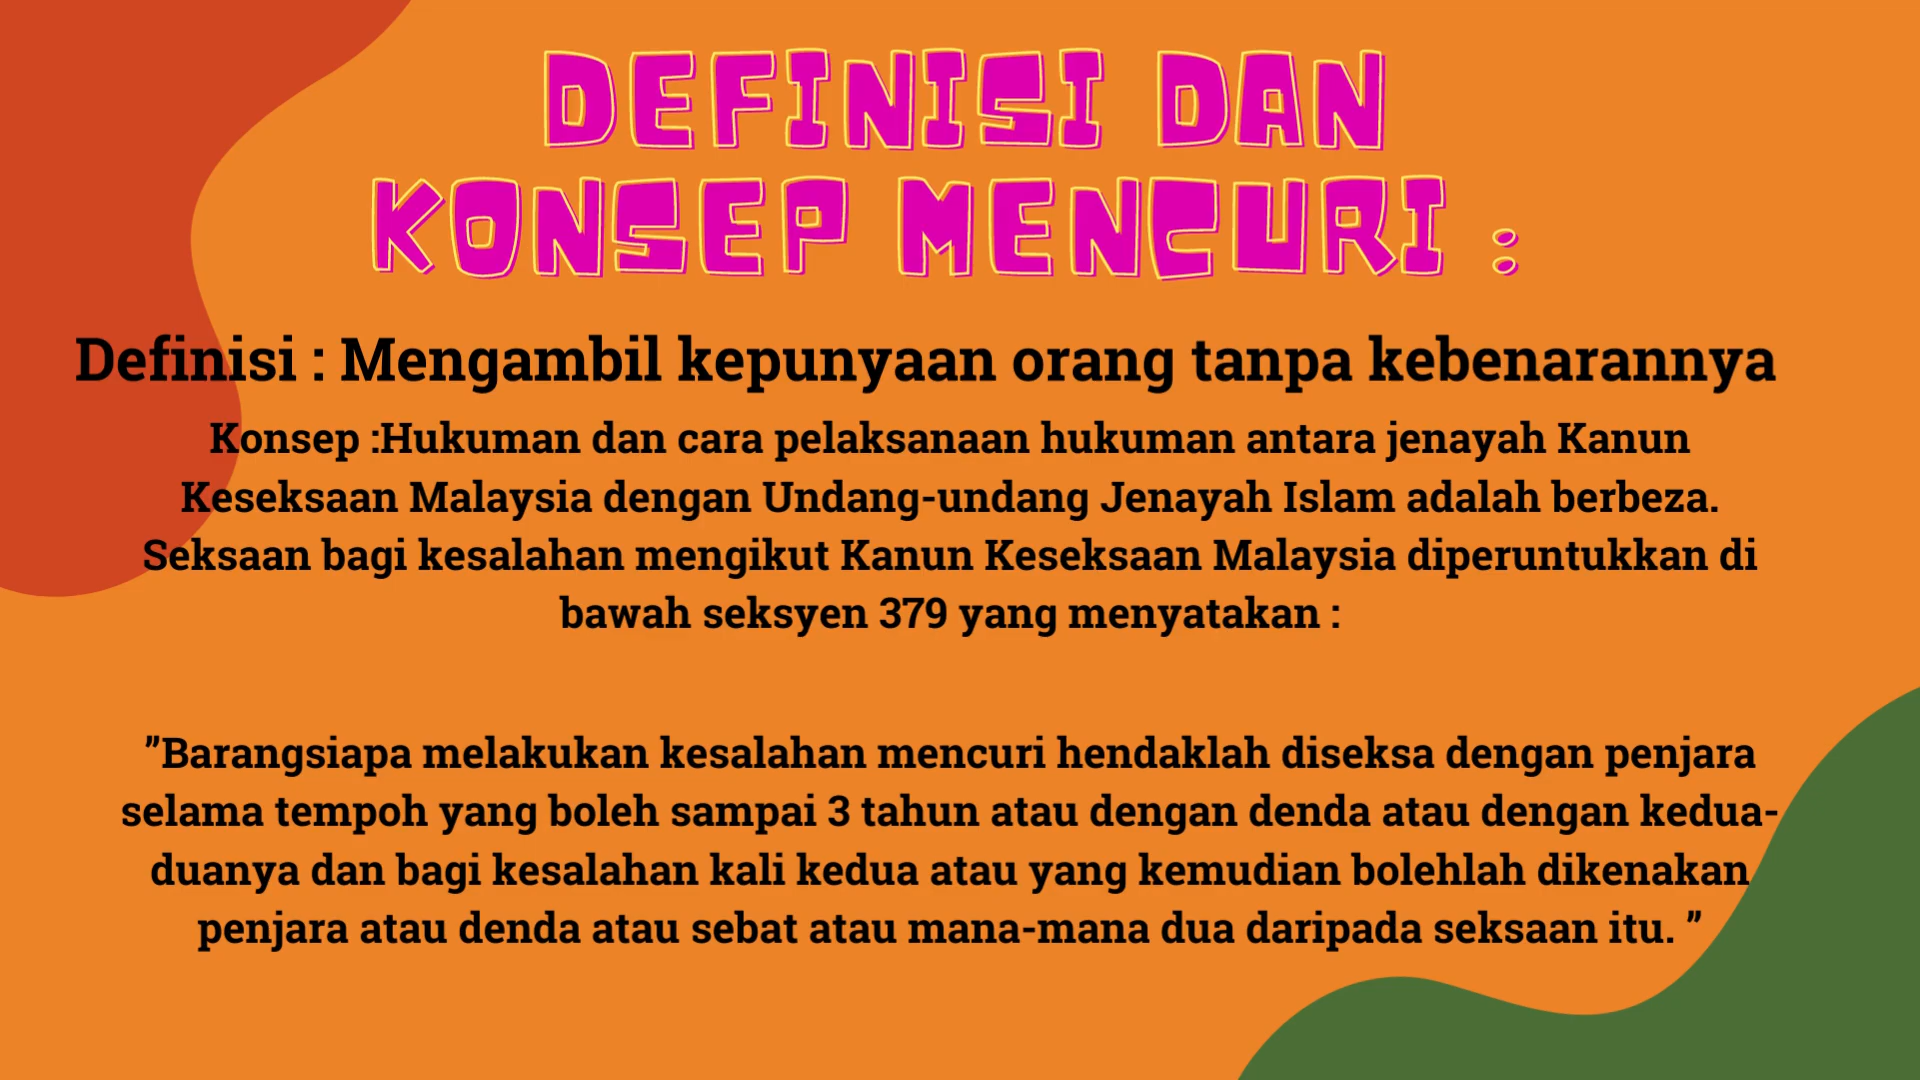 DEFINISI DAN
KONSEP MENCURI :
Definisi : Mengambil kepunyaan orang tanpa kebenarannya
Konsep :Hukuman dan cara pelaksanaan hukuman antara jenayah Kanun
Keseksaan Malaysia dengan Undang-undang Jenayah Islam adalah berbeza.
Seksaan bagi kesalahan mengikut Kanun Keseksaan Malaysia diperuntukkan di
bawah seksyen 379 yang menyatakan :
”Barangsiapa melakukan kesalahan mencuri hendaklah diseksa dengan penjara
selama tempoh yang boleh sampai 3 tahun atau dengan denda atau dengan kedua-
duanya dan bagi kesalahan kali kedua atau yang kemudian bolehlah dikenakan
penjara atau denda atau sebat atau mana-mana dua daripada seksaan itu. ”